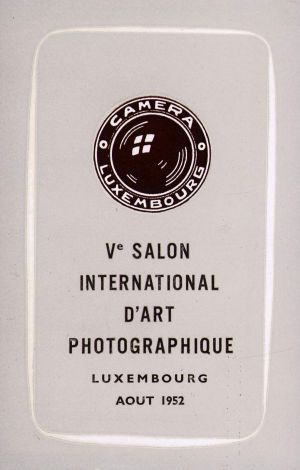 CAMERA
LUXEMBOURG
Ve SALON
INTERNATIONAL
D'ART
PHOTOGRAPHIQUE
LUXEMBOURG
AOUT 1952